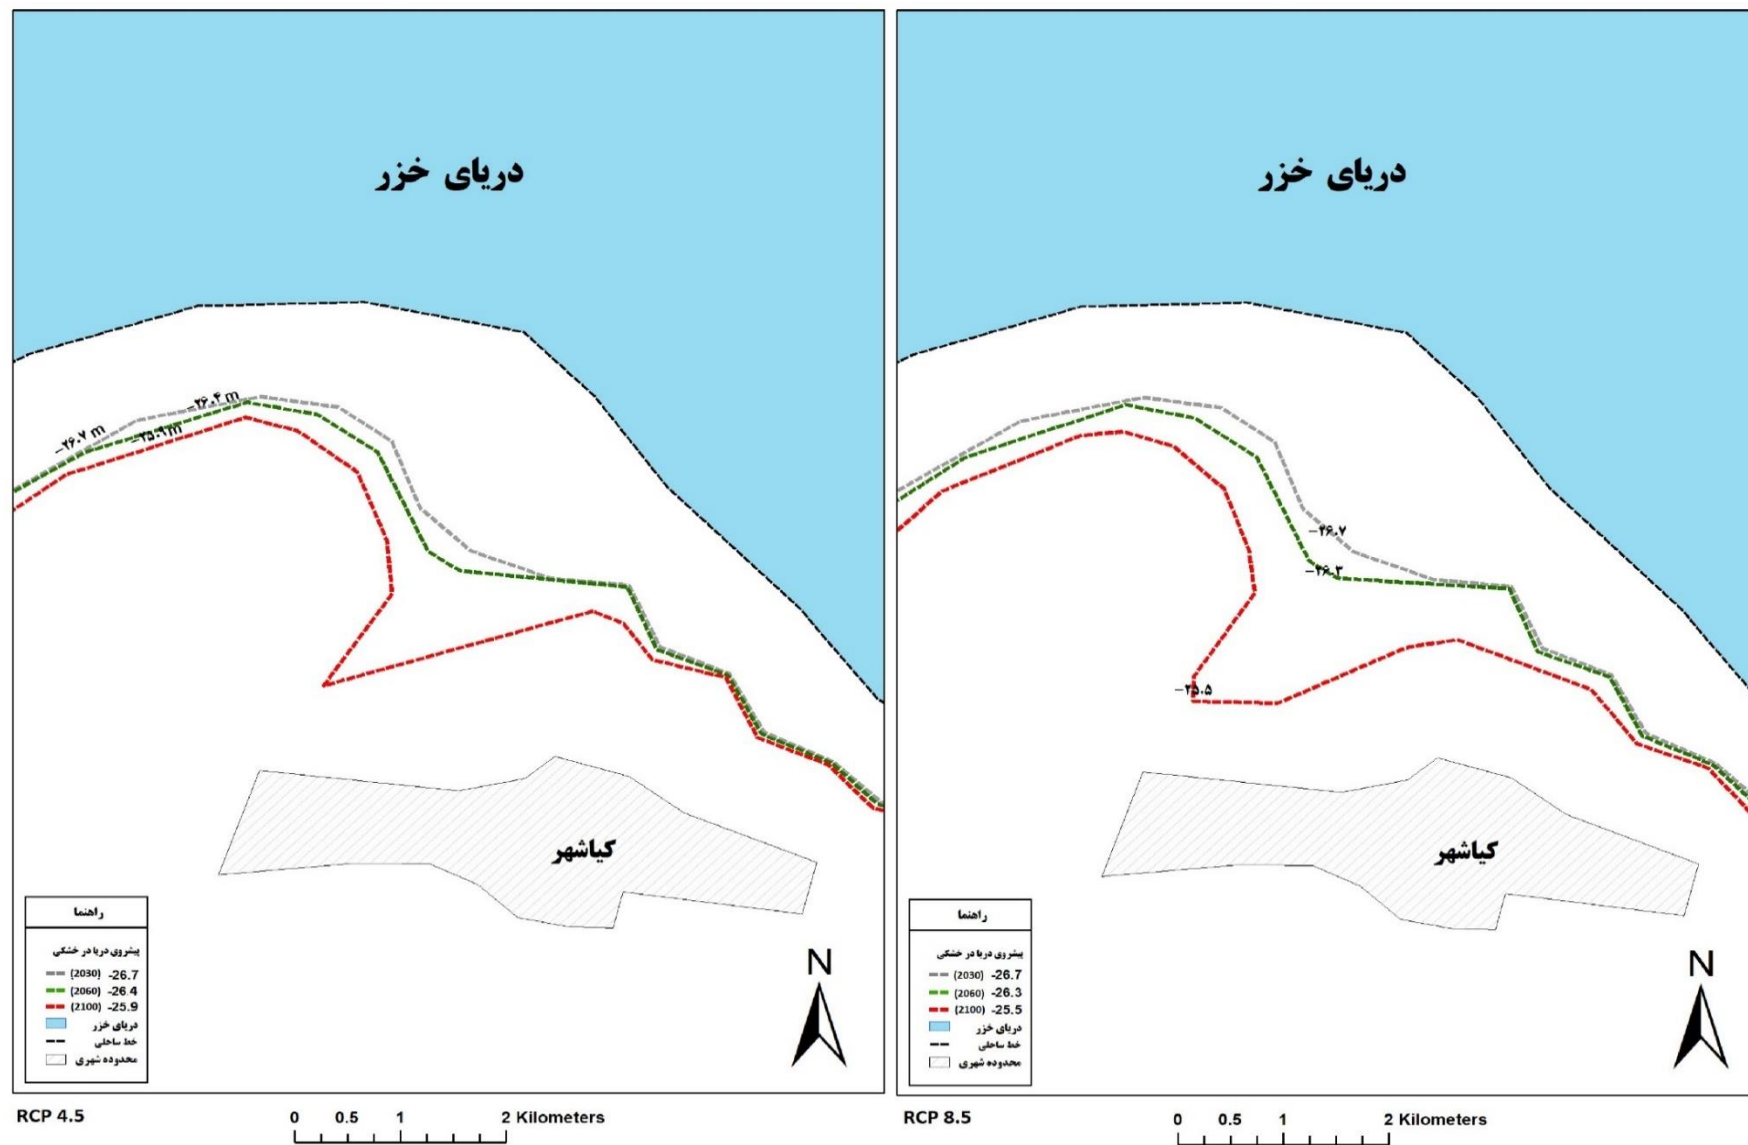 دریای خزر
−۲۶.۴ m
−۲۶.۷ m
−۲۵.۹ m
کیاشهر
راهنما
پیشروی دریا در خشکی
(2030) -26.7
(2060) -26.4
(2100) -25.9
دریای خزر
خط ساحلی
محدوده شهری
N
RCP 4.5
0 0.5 1 2 Kilometers
دریای خزر
−۲۶.۷
−۲۶.۳
−۲۵.۵
کیاشهر
راهنما
پیشروی دریا در خشکی
(2030) -26.7
(2060) -26.3
(2100) -25.5
دریای خزر
خط ساحلی
محدوده شهری
N
RCP 8.5
0 0.5 1 2 Kilometers